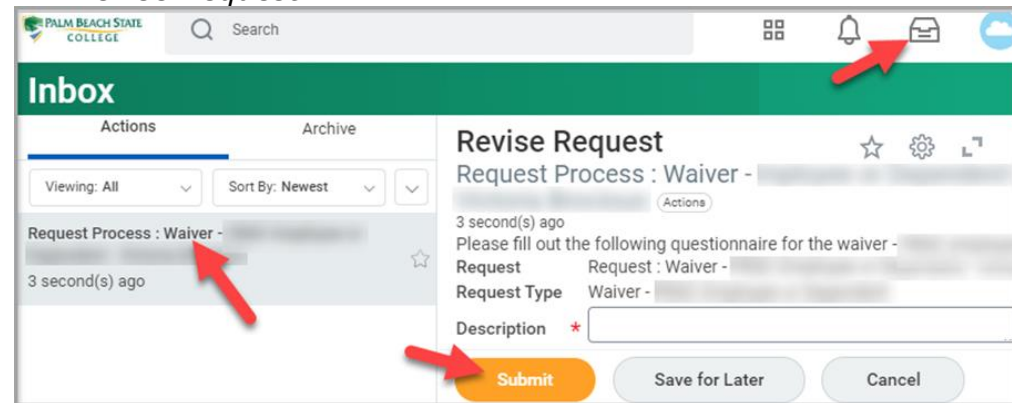 Request
PALM BEACH STATE
COLLEGE
Search
Inbox
Actions Archive
Viewing: All Sort By: Newest
Request Process : Waiver -
3 second(s) ago
Revise Request
Request Process : Waiver -
Actions
3 second(s) ago
Please fill out the following questionnaire for the waiver -
Request Request : Waiver -
Request Type Waiver -
Description *
Submit Save for Later Cancel